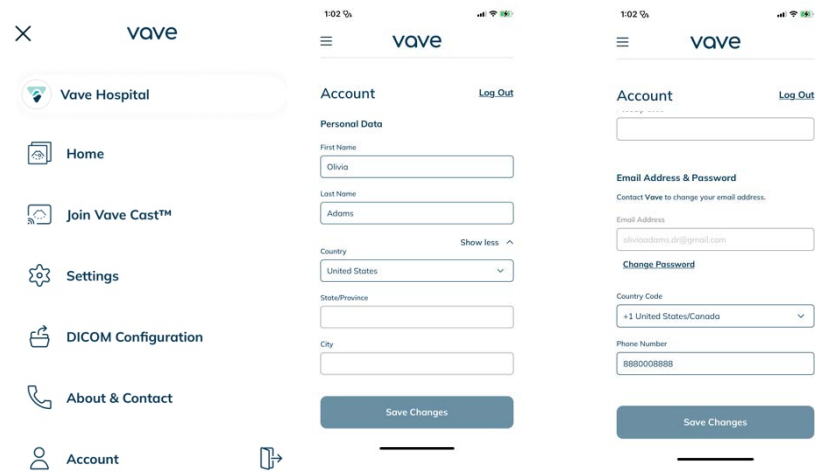 vave
Vave Hospital
Home
Join Vave Cast™
Settings
DICOM Configuration
About & Contact
Account
1:02
vave
Account
Log Out
Personal Data
First Name
Olivia
Last Name
Adams
Show less
Country
United States
State/Province
City
Save Changes
1:02
vave
Account
Log Out
Email Address & Password
Contact Vave to change your email address.
Email Address
oliviaadams.dr@gmail.com
Change Password
Country Code
+1 United States/Canada
Phone Number
8880008888
Save Changes